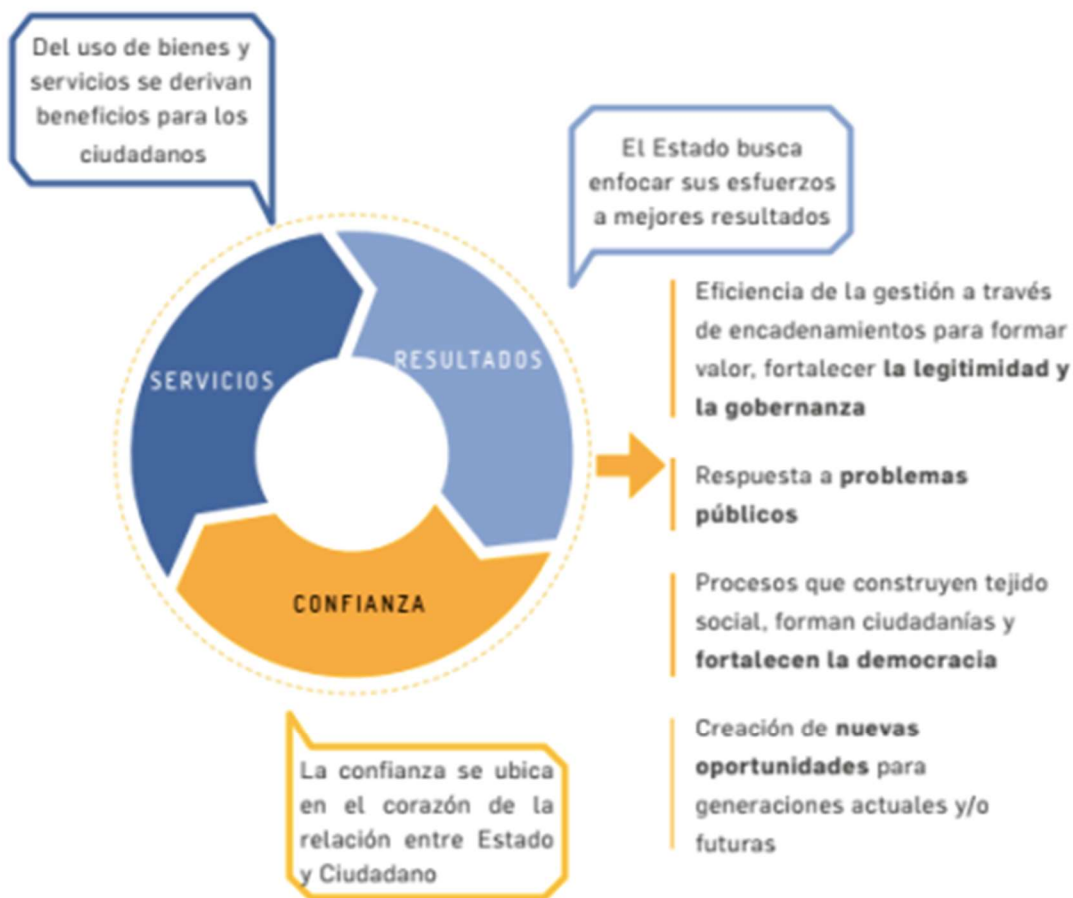 Del uso de bienes y
servicios se derivan
beneficios para los
ciudadanos
El Estado busca
enfocar sus esfuerzos
a mejores resultados
SERVICIOS
RESULTADOS
CONFIANZA
Eficiencia de la gestión a través
de encadenamientos para formar
valor, fortalecer la legitimidad y
la gobernanza
Respuesta a problemas
públicos
Procesos que construyen tejido
social, forman ciudadanías y
fortalecen la democracia
Creación de nuevas
oportunidades para
generaciones actuales y/o
futuras
La confianza se ubica
en el corazón de la
relación entre Estado
y Ciudadano